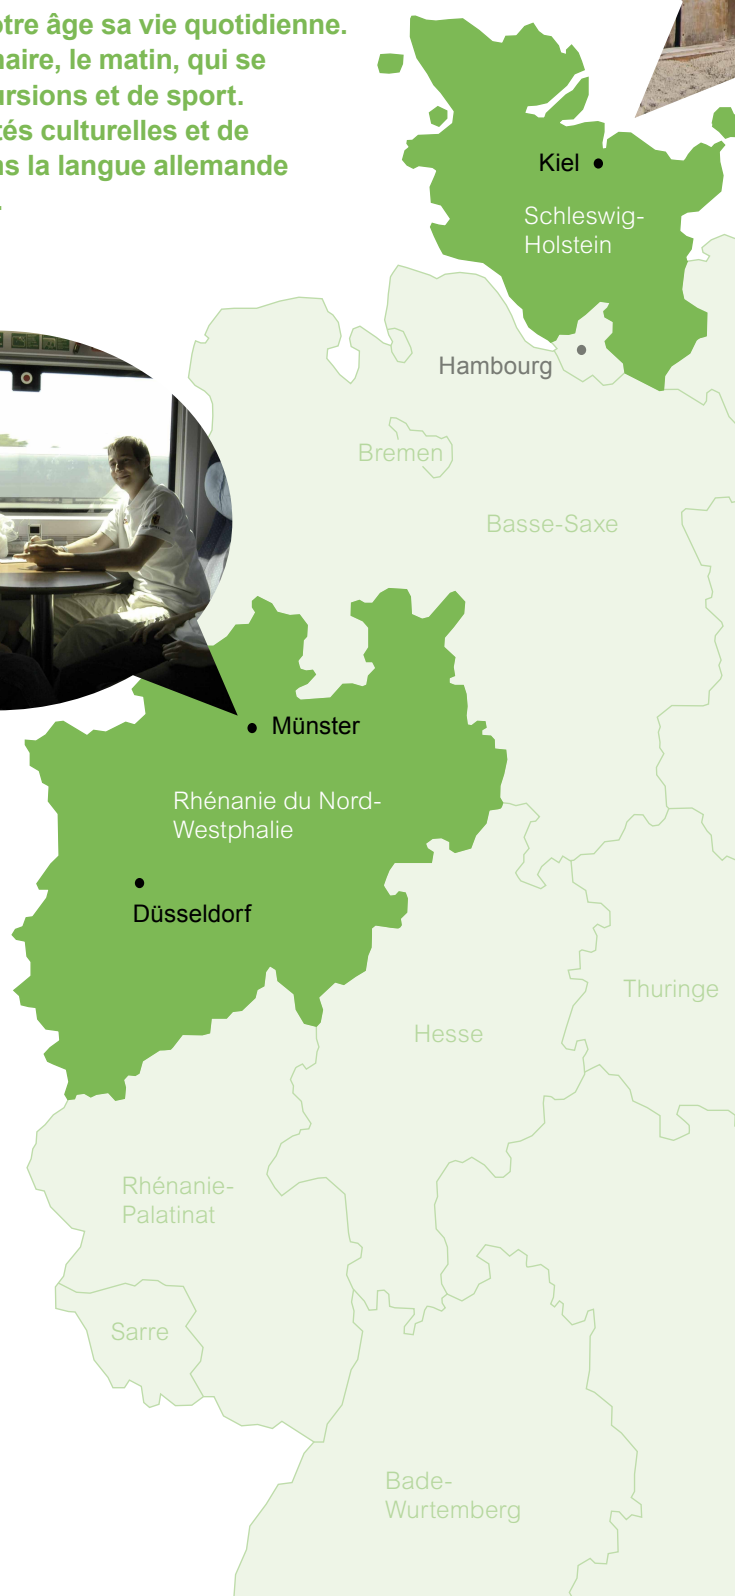 otre âge sa vie quotidienne.
naire, le matin, qui se
ursions et de sport.
tés culturelles et de
ns la langue allemande
.
Kiel
Schleswig-
Holstein
Hambourg
Bremen
Basse-Saxe
Münster
Rhénanie du Nord-
Westphalie
Düsseldorf
Thuringe
Hesse
Rhénanie-
Palatinat
Sarre
Bade-
Wurtemberg